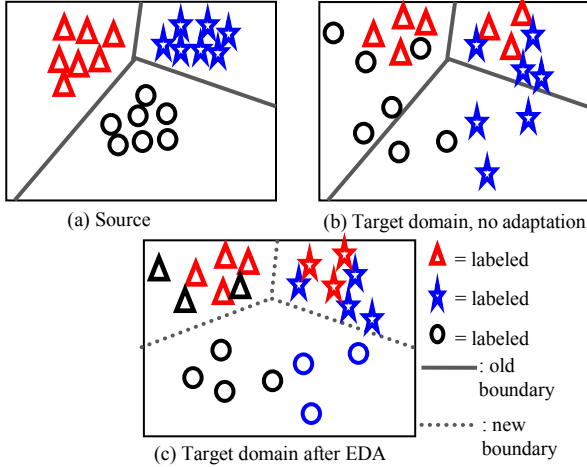 (a) Source
(b) Target domain, no adaptation
= labeled
= labeled
= labeled
: old
boundary
: new
boundary
(c) Target domain after EDA